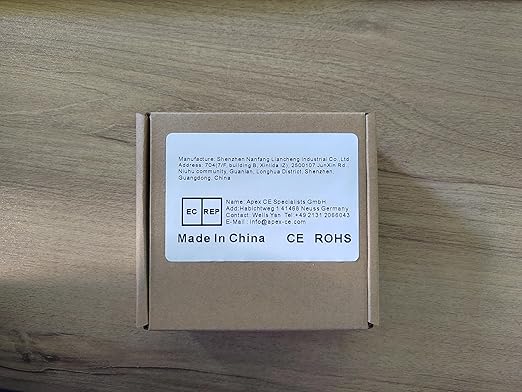 Manufacture: Shenzhen Nanfang Liancheng Industrial Co.,Ltd
Address: 704(7/F, building B, Xinlida IZ), 2500107 JunXin Rd.,
Niuhu community, Guanlan, Longhua District, Shenzhen,
Guangdong, China
EC REP
Name: Apex CE Specialists GmbH
Add:Habichtweg 1 41468 Neuss Germany
Contact: Wells Yan Tel:+49 2131 2066043
E-Mail : info@apex-ce.com
Made In China CE ROHS